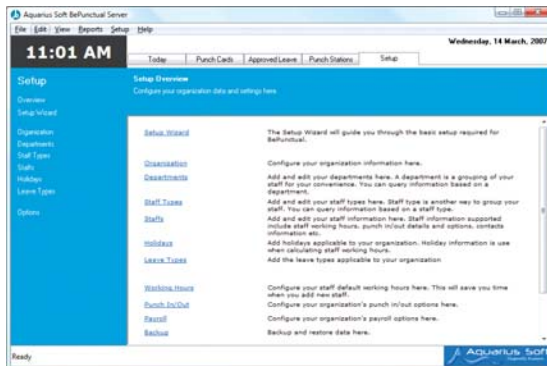 Aquarius Soft BePunctual Server
File Edit View Reports Setup Help
11:01 AM
Wednesday, 14 March, 2007
Today Punch Cards Approved Leave Punch Stations Setup
Setup
Overview
Setup Wizard
Organization
Departments
Staff Types
Staffs
Holidays
Leave Types
Options
Setup Overview
Configure your organization data and settings here.
Setup Wizard The Setup Wizard will guide you through the basic setup required for
BePunctual.
Organization Configure your organization information here.
Departments Add and edit your departments here. A department is a grouping of your
staff for your convenience. You can query information based on a
department.
Staff Types Add and edit your staff types here. Staff type is another way to group your
staff. You can query information based on a staff type.
Staffs Add and edit your staff information here. Staff information supported
include staff working hours, punch in/out details and options, contacts
information etc.
Holidays Add holidays applicable to your organization. Holiday information is use
when calculating staff working hours.
Leave Types Add the leave types applicable to your organization
Working Hours Configure your staff default working hours here. This will save you time
when you add new staff.
Punch In/Out Configure your organization's punch in/out options here.
Payroll Configure your organization's payroll options here.
Backup Backup and restore data here.
Ready
Aquarius Soft